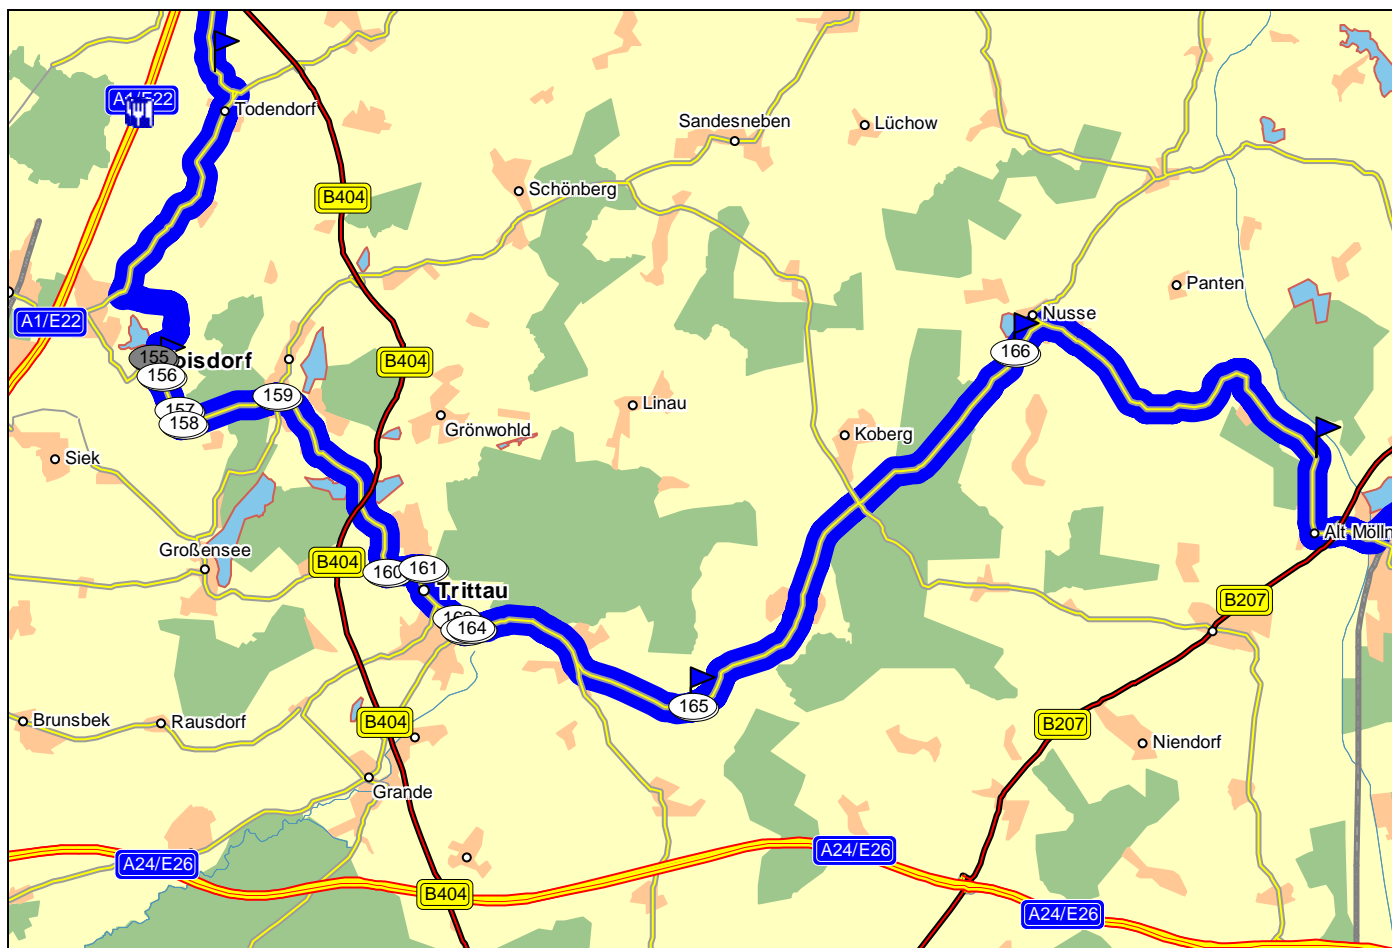 A1/E22
Todendorf
Sandesneben
Lüchow
Schönberg
B404
Panten
Nusse
A1/E22
155
oisdorf
156
166
B404
159
157
158
Linau
Grönwohld
Koberg
Siek
Alt Mölln
Großensee
B404
160
161
Trittau
B207
164
165
Brunsbek
Rausdorf
B404
B207
Niendorf
Grande
A24/E26
A24/E26
B404
A24/E26